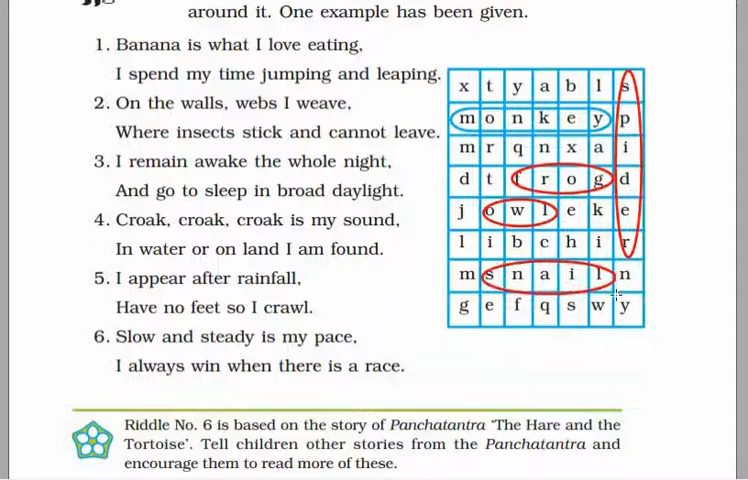 around it. One example has been given.
1. Banana is what I love eating,
I spend my time jumping and leaping.
2. On the walls, webs I weave,
Where insects stick and cannot leave.
3. I remain awake the whole night,
And go to sleep in broad daylight.
4. Croak, croak, croak is my sound,
In water or on land I am found.
5. I appear after rainfall,
Have no feet so I crawl.
6. Slow and steady is my pace,
I always win when there is a race.
x t y a b l s
m o n k e y p
m r q n x a i
d t f r o g d
j o w l e k e
l i b c h i r
m s n a i l n
g e f q s w y
Riddle No. 6 is based on the story of Panchatantra ‘The Hare and the
Tortoise’. Tell children other stories from the Panchatantra and
encourage them to read more of these.